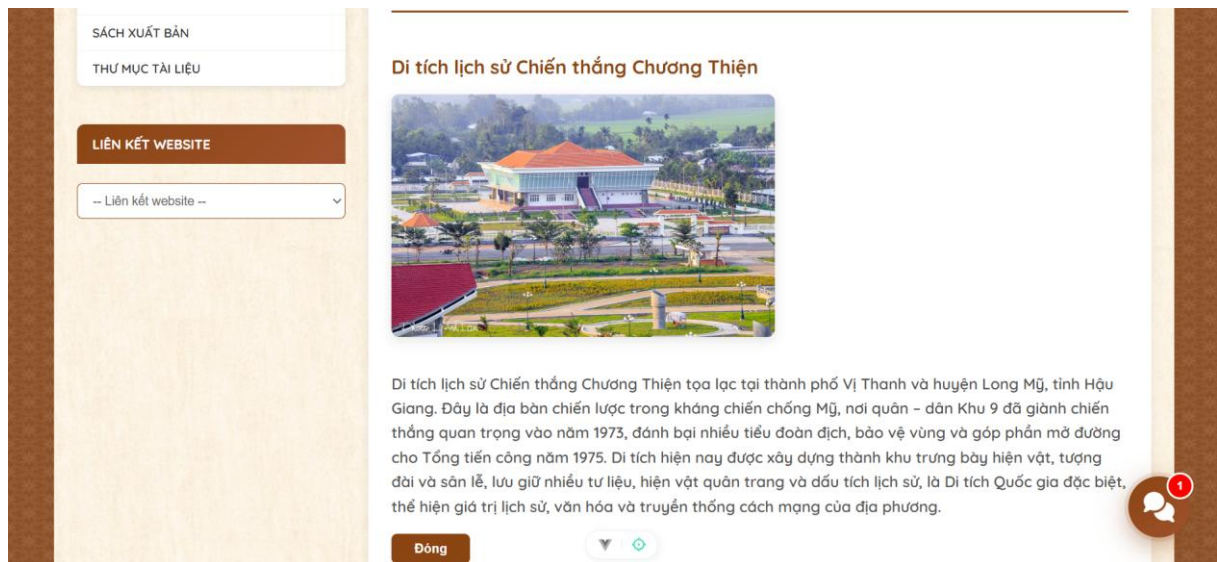 SÁCH XUẤT BẢN
THƯ MỤC TÀI LIỆU
LIÊN KẾT WEBSITE
-- Liên kết website --
Di tích lịch sử Chiến thắng Chương Thiện
Di tích lịch sử Chiến thắng Chương Thiện tọa lạc tại thành phố Vị Thanh và huyện Long Mỹ, tỉnh Hậu
Giang. Đây là địa bàn chiến lược trong kháng chiến chống Mỹ, nơi quân – dân Khu 9 đã giành chiến
thắng quan trọng vào năm 1973, đánh bại nhiều tiểu đoàn địch, bảo vệ vùng và góp phần mở đường
cho Tổng tiến công năm 1975. Di tích hiện nay được xây dựng thành khu trưng bày hiện vật, tượng
đài và sân lễ, lưu giữ nhiều tư liệu, hiện vật quân trang và dấu tích lịch sử, là Di tích Quốc gia đặc biệt,
thể hiện giá trị lịch sử, văn hóa và truyền thống cách mạng của địa phương.
1
Đóng